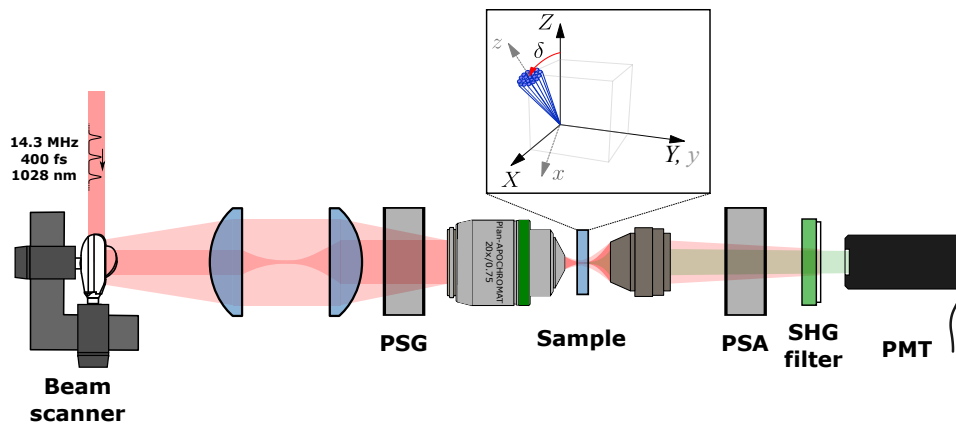 Z
z
δ
Y, y
X
x
14.3 MHz
400 fs
1028 nm
Plan-APOCHROMAT
20x/0.75
PSG
Sample
PSA
SHG
filter
PMT
Beam
scanner